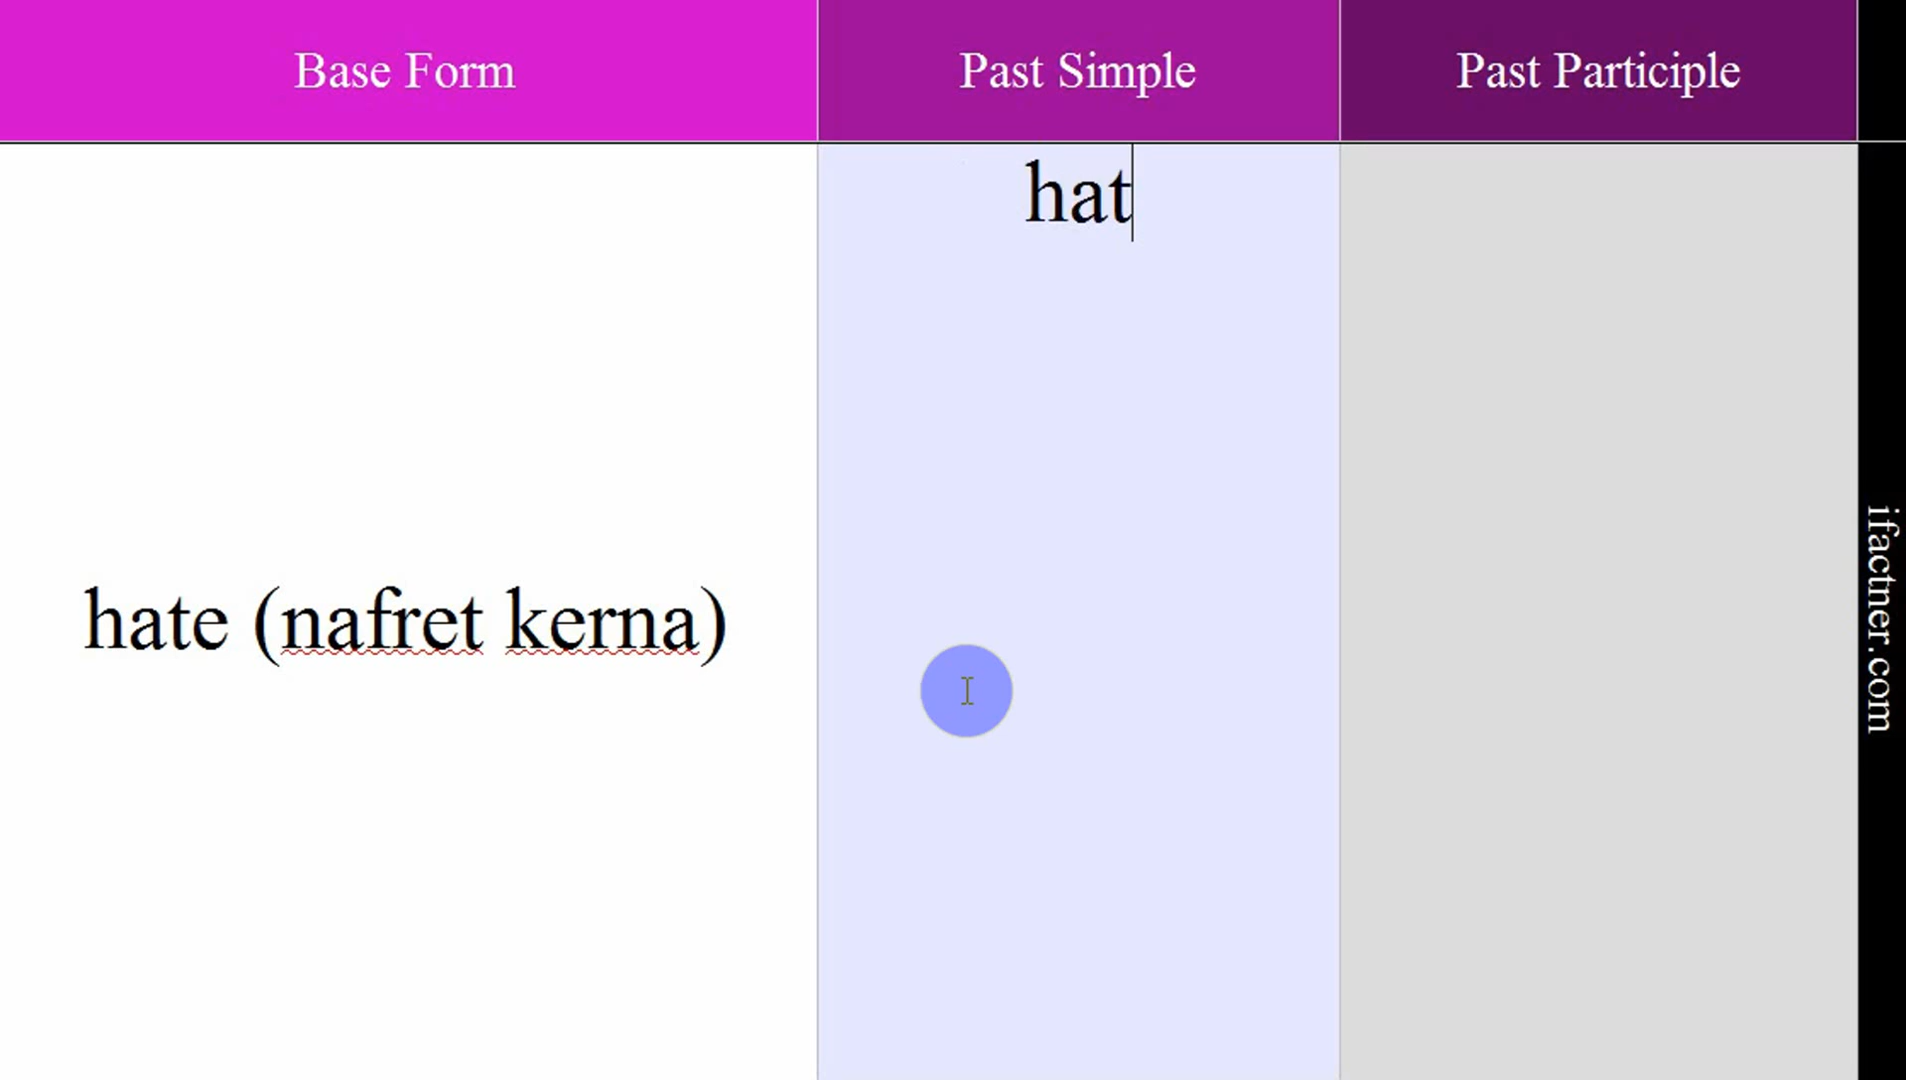 Base Form
Past Simple
Past Participle
hat
hate (nafret kerna)
ifactner.com